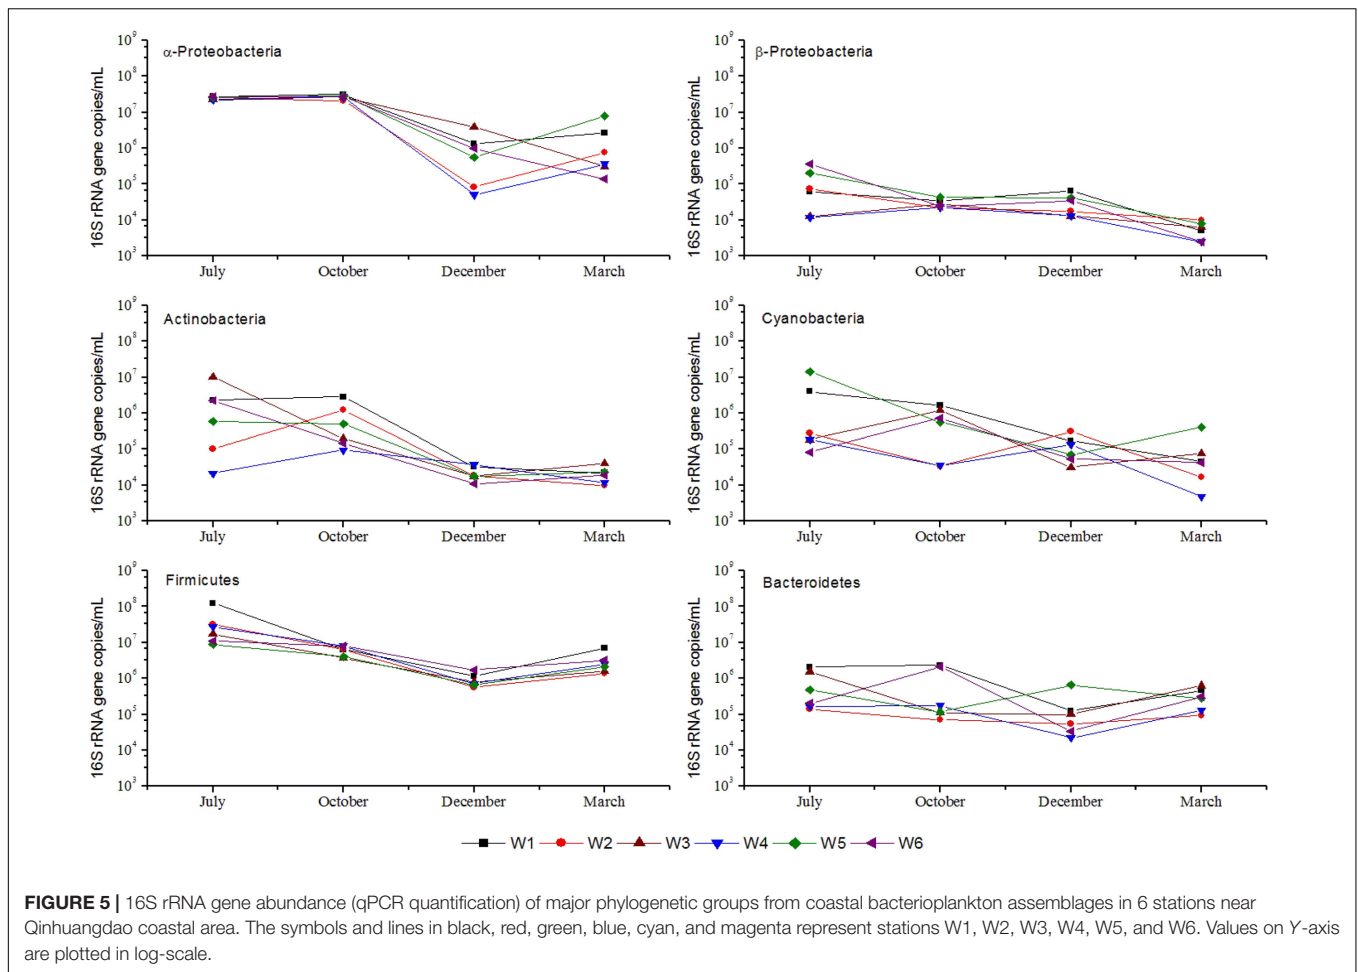 α-Proteobacteria
16S rRNA gene copies/mL
10⁹
10⁸
10⁷
10⁶
10⁵
10⁴
10³
July October December March
β-Proteobacteria
16S rRNA gene copies/mL
10⁹
10⁸
10⁷
10⁶
10⁵
10⁴
10³
July October December March
Actinobacteria
16S rRNA gene copies/mL
10⁹
10⁸
10⁷
10⁶
10⁵
10⁴
10³
July October December March
Cyanobacteria
16S rRNA gene copies/mL
10⁹
10⁸
10⁷
10⁶
10⁵
10⁴
10³
July October December March
Firmicutes
16S rRNA gene copies/mL
10⁹
10⁸
10⁷
10⁶
10⁵
10⁴
10³
July October December March
Bacteroidetes
16S rRNA gene copies/mL
10⁹
10⁸
10⁷
10⁶
10⁵
10⁴
10³
July October December March
W1 W2 W3 W4 W5 W6
FIGURE 5 | 16S rRNA gene abundance (qPCR quantification) of major phylogenetic groups from coastal bacterioplankton assemblages in 6 stations near
Qinhuangdao coastal area. The symbols and lines in black, red, green, blue, cyan, and magenta represent stations W1, W2, W3, W4, W5, and W6. Values on Y-axis
are plotted in log-scale.